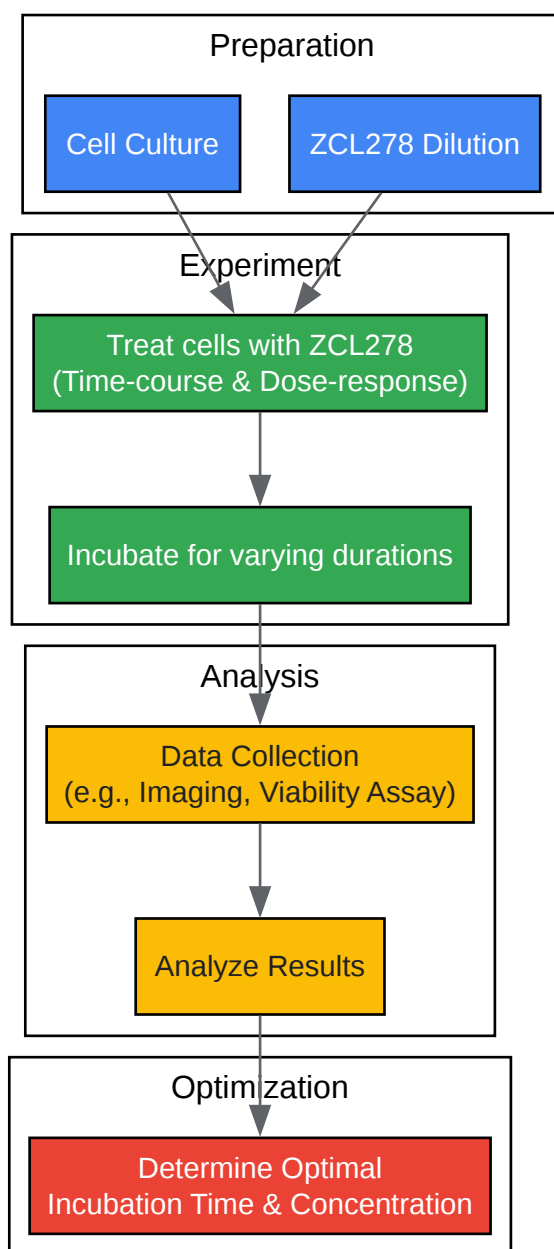 Preparation
Cell Culture
ZCL278 Dilution
Experiment
Treat cells with ZCL278
(Time-course & Dose-response)
Incubate for varying durations
Analysis
Data Collection
(e.g., Imaging, Viability Assay)
Analyze Results
Optimization
Determine Optimal
Incubation Time & Concentration